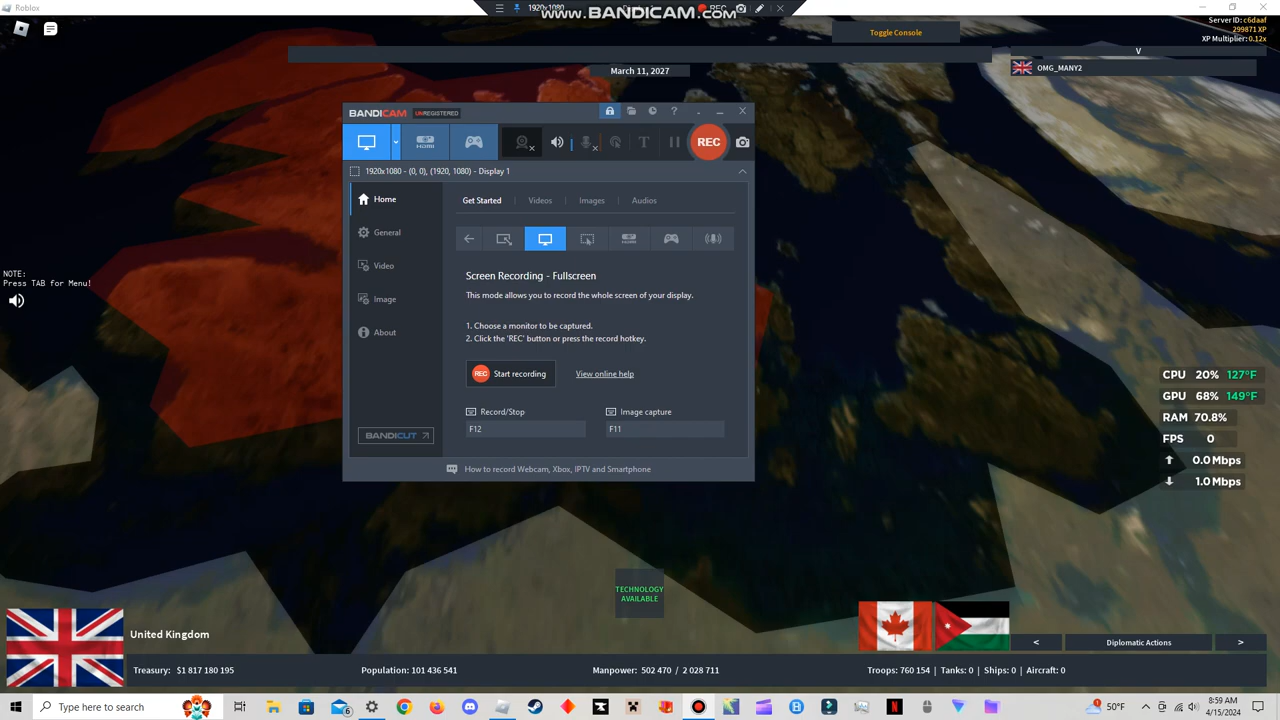 Roblox
1920x1080
REC
WWW.BANDICAM.COM
Toggle Console
Server ID: c6daaf
299871 XP
XP Multiplier: 0.12x
V
March 11, 2027
OMG_MANY2
BANDICAM UNREGISTERED
HDMI
REC
1920x1080 - (0, 0), (1920, 1080) - Display 1
Home
General
Video
Image
About
Get Started
Videos
Images
Audios
Screen Recording - Fullscreen
This mode allows you to record the whole screen of your display.
1. Choose a monitor to be captured.
2. Click the 'REC' button or press the record hotkey.
REC Start recording
View online help
Record/Stop
Image capture
F12
F11
BANDICUT
How to record Webcam, Xbox, IPTV and Smartphone
NOTE:
Press TAB for Menu!
CPU 20% 127°F
GPU 68% 149°F
RAM 70.8%
FPS 0
0.0 Mbps
1.0 Mbps
TECHNOLOGY
AVAILABLE
United Kingdom
< Diplomatic Actions >
Treasury: $1 817 180 195
Population: 101 436 541
Manpower: 502 470 / 2 028 711
Troops: 760 154 | Tanks: 0 | Ships: 0 | Aircraft: 0
Type here to search
6
50°F
8:59 AM
4/15/2024